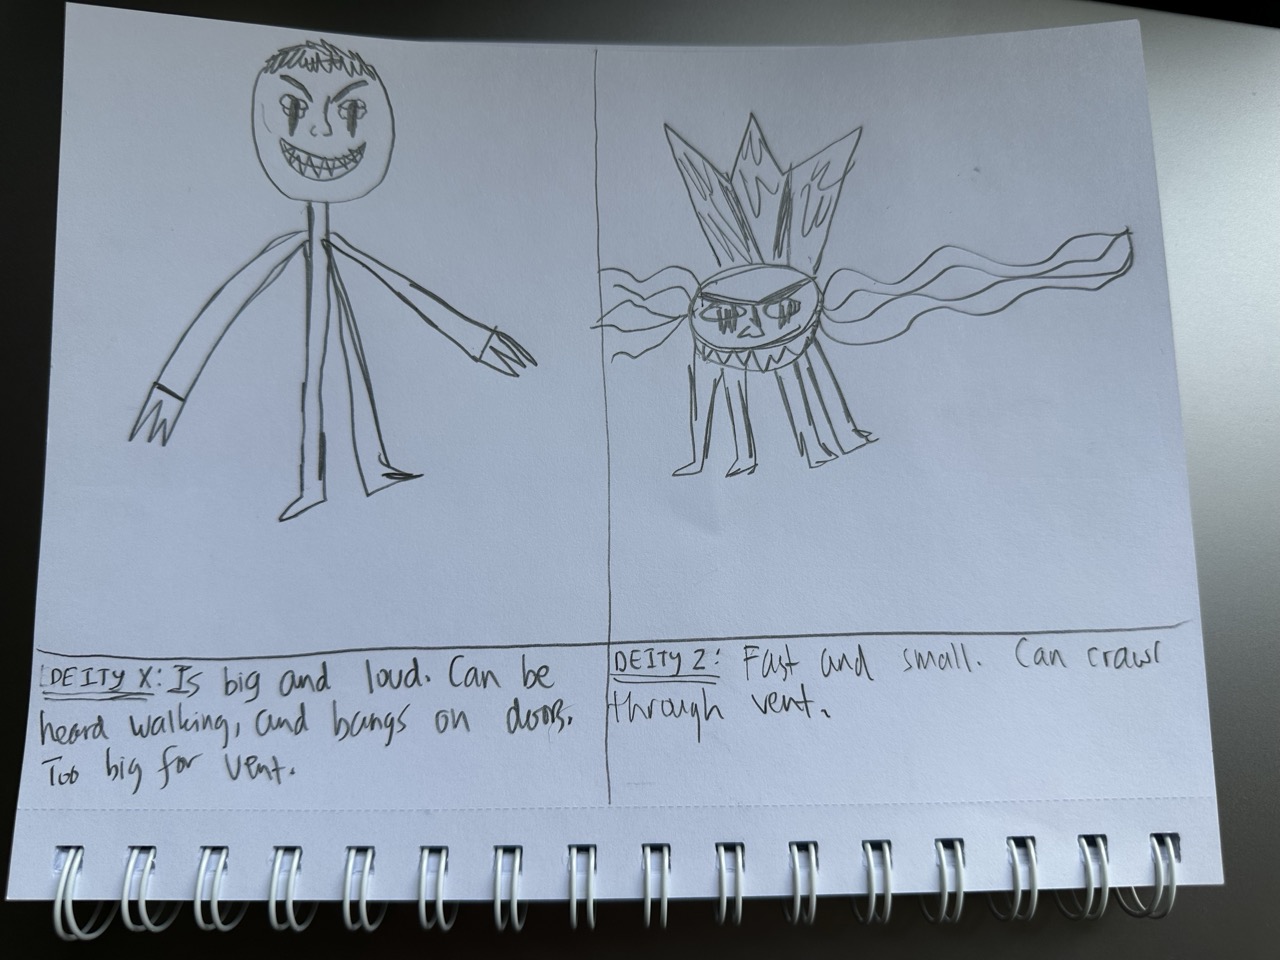 DEITY X: Is big and loud. Can be
heard walking, and bangs on doors.
Too big for vent.
DEITY Z: Fast and small. Can crawl
through vent.